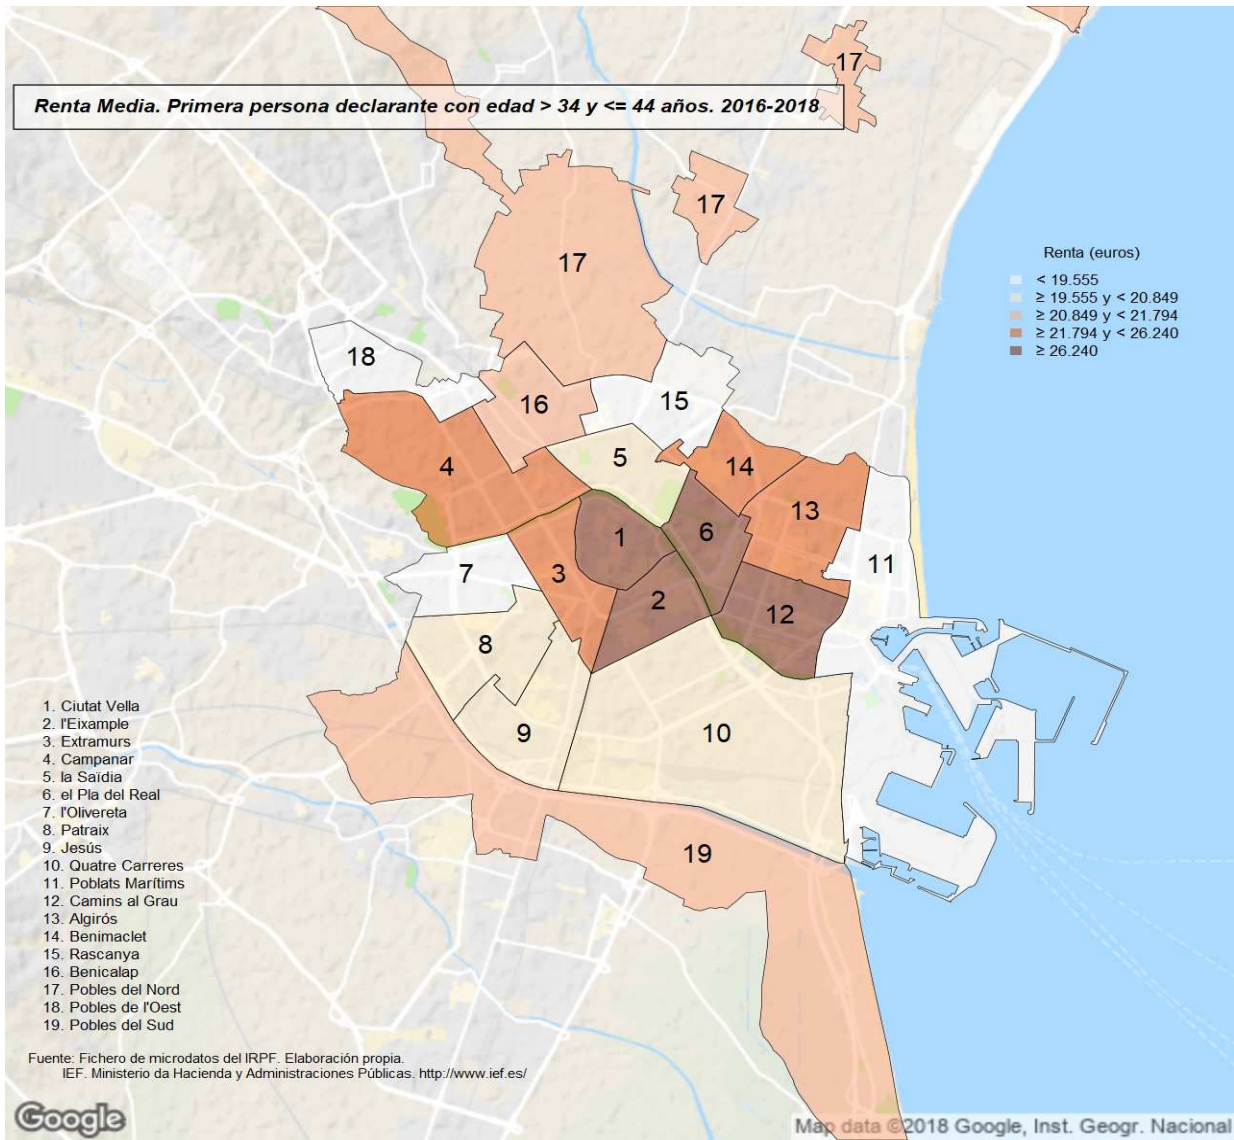 Renta Media. Primera persona declarante con edad > 34 y <= 44 años. 2016-2018
17
17
17
Renta (euros)
< 19.555
≥ 19.555 y < 20.849
≥ 20.849 y < 21.794
≥ 21.794 y < 26.240
≥ 26.240
18
16
15
5
4
14
13
1
6
11
7
3
2
12
8
9
10
19
1. Ciutat Vella
2. l'Eixample
3. Extramurs
4. Campanar
5. la Saïdia
6. el Pla del Real
7. l'Olivereta
8. Patraix
9. Jesús
10. Quatre Carreres
11. Poblats Marítims
12. Camins al Grau
13. Algirós
14. Benimaclet
15. Rascanya
16. Benicalap
17. Pobles del Nord
18. Pobles de l'Oest
19. Pobles del Sud
Fuente: Fichero de microdatos del IRPF. Elaboración propia.
IEF. Ministerio da Hacienda y Administraciones Públicas. http://www.ief.es/
Google
Map data ©2018 Google, Inst. Geogr. Nacional